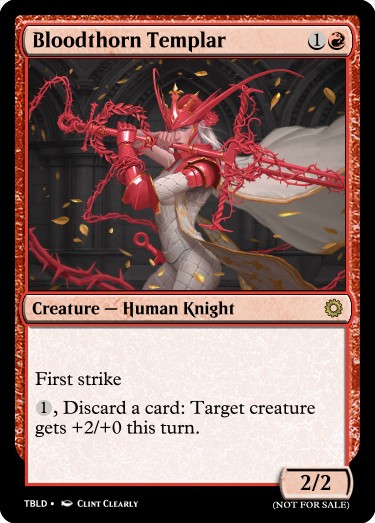 Bloodthorn Templar 1
Creature — Human Knight
First strike
1, Discard a card: Target creature
gets +2/+0 this turn.
2/2
TBLD • CLINT CLEARLY
(NOT FOR SALE)